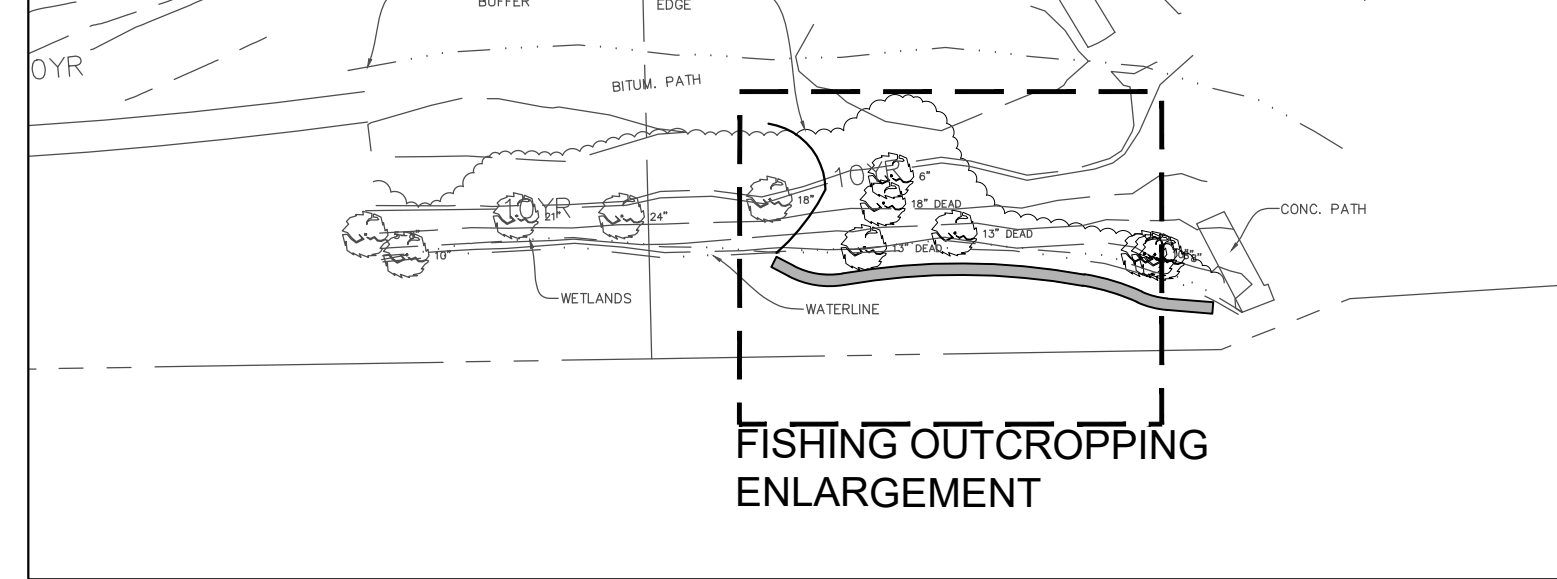 BUFFER
EDGE
0YR
BITUM. PATH
10YR
6"
18"
18" DEAD
10YR
21"
24"
13" DEAD
13" DEAD
10"
CONC. PATH
WETLANDS
WATERLINE
FISHING OUTCROPPING
ENLARGEMENT